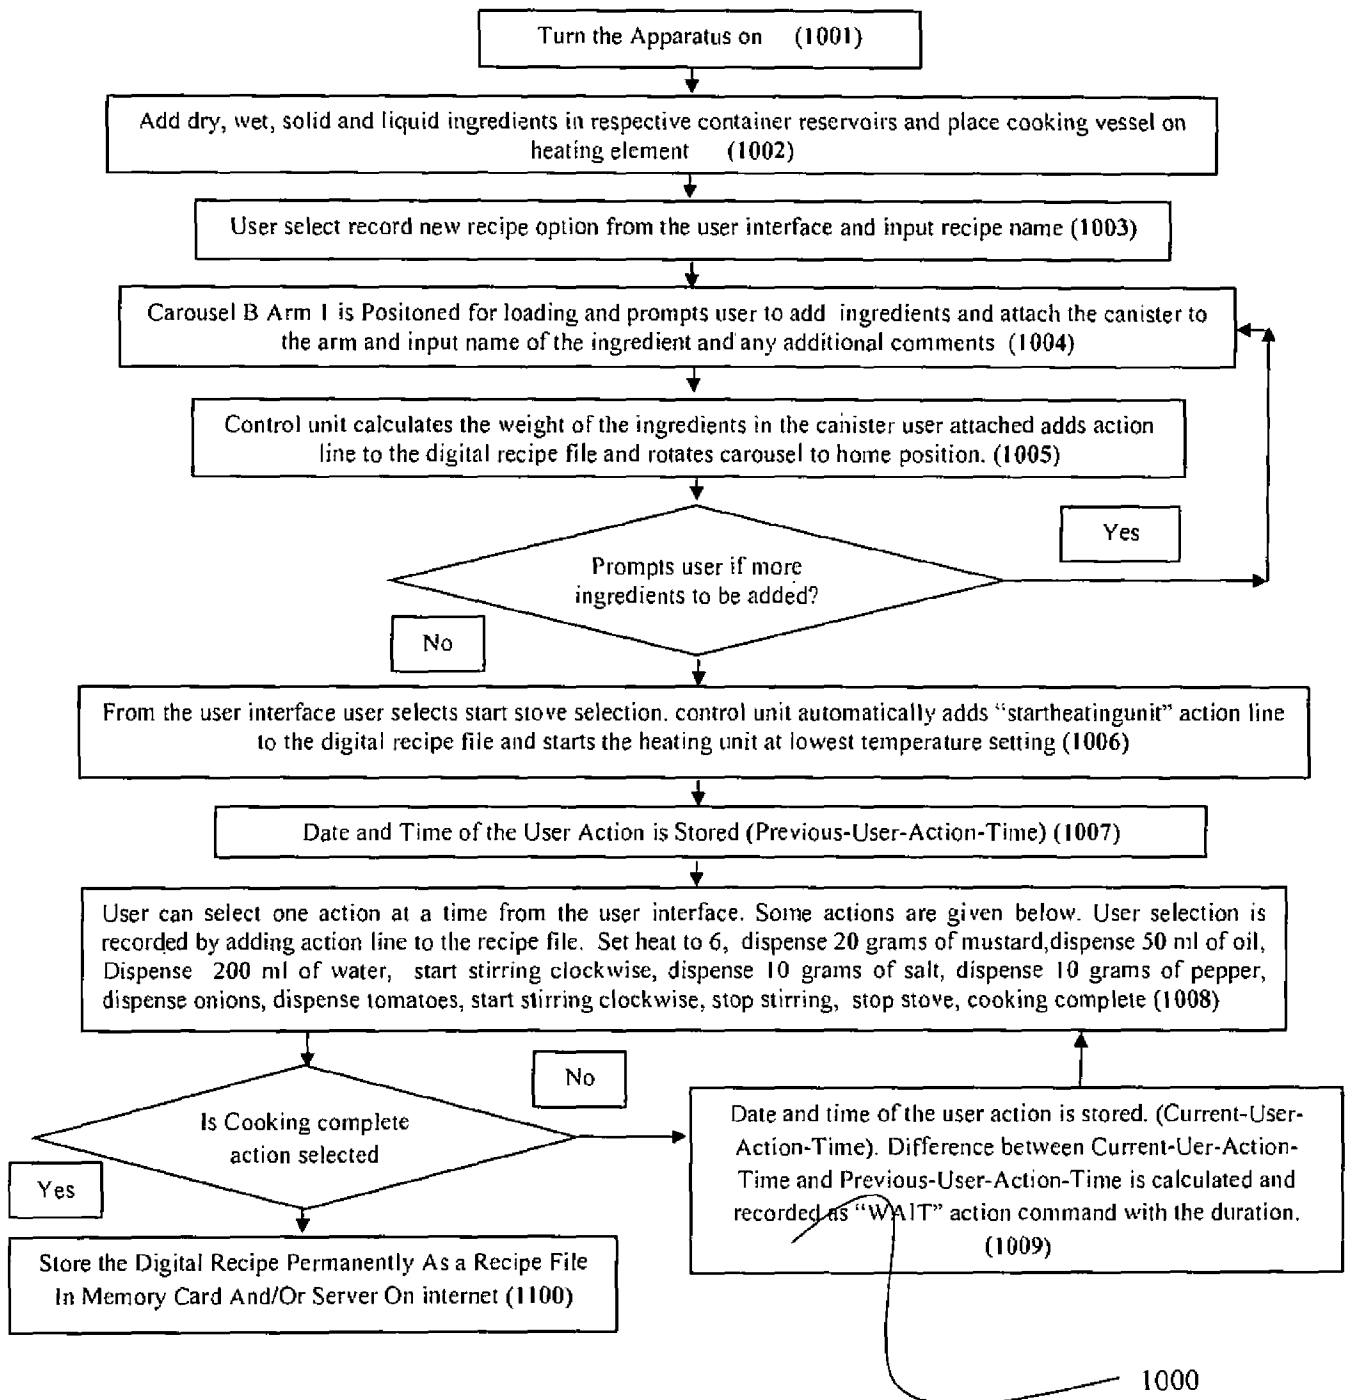 Turn the Apparatus on (1001)
Add dry, wet, solid and liquid ingredients in respective container reservoirs and place cooking vessel on
heating element (1002)
User select record new recipe option from the user interface and input recipe name (1003)
Carousel B Arm 1 is Positoned for loading and prompts user to add ingredients and attach the canister to
the arm and input name of the ingredient and any additional comments (1004)
Control unit calculates the weight of the ingredients in the canister user attached adds action
line to the digital recipe file and rotates carousel to home position. (1005)
Yes
Prompts user if more
ingredients to be added?
No
From the user interface user selects start stove selection. control unit automatically adds "startheatingunit" action line
to the digital recipe file and starts the heating unit at lowest temperature setting (1006)
Date and Time of the User Action is Stored (Previous-User-Action-Time) (1007)
User can select one action at a time from the user interface. Some actions are given below. User selection is
recorded by adding action line to the recipe file. Set heat to 6, dispense 20 grams of mustard,dispense 50 ml of oil,
Dispense 200 ml of water, start stirring clockwise, dispense 10 grams of salt, dispense 10 grams of pepper,
dispense onions, dispense tomatoes, start stirring clockwise, stop stirring, stop stove, cooking complete (1008)
No
Is Cooking complete
action selected
Yes
Date and time of the user action is stored. (Current-User-
Action-Time). Difference between Current-Uer-Action-
Time and Previous-User-Action-Time is calculated and
recorded as "WAIT" action command with the duration.
(1009)
Store the Digital Recipe Permanently As a Recipe File
In Memory Card And/Or Server On internet (1100)
1000